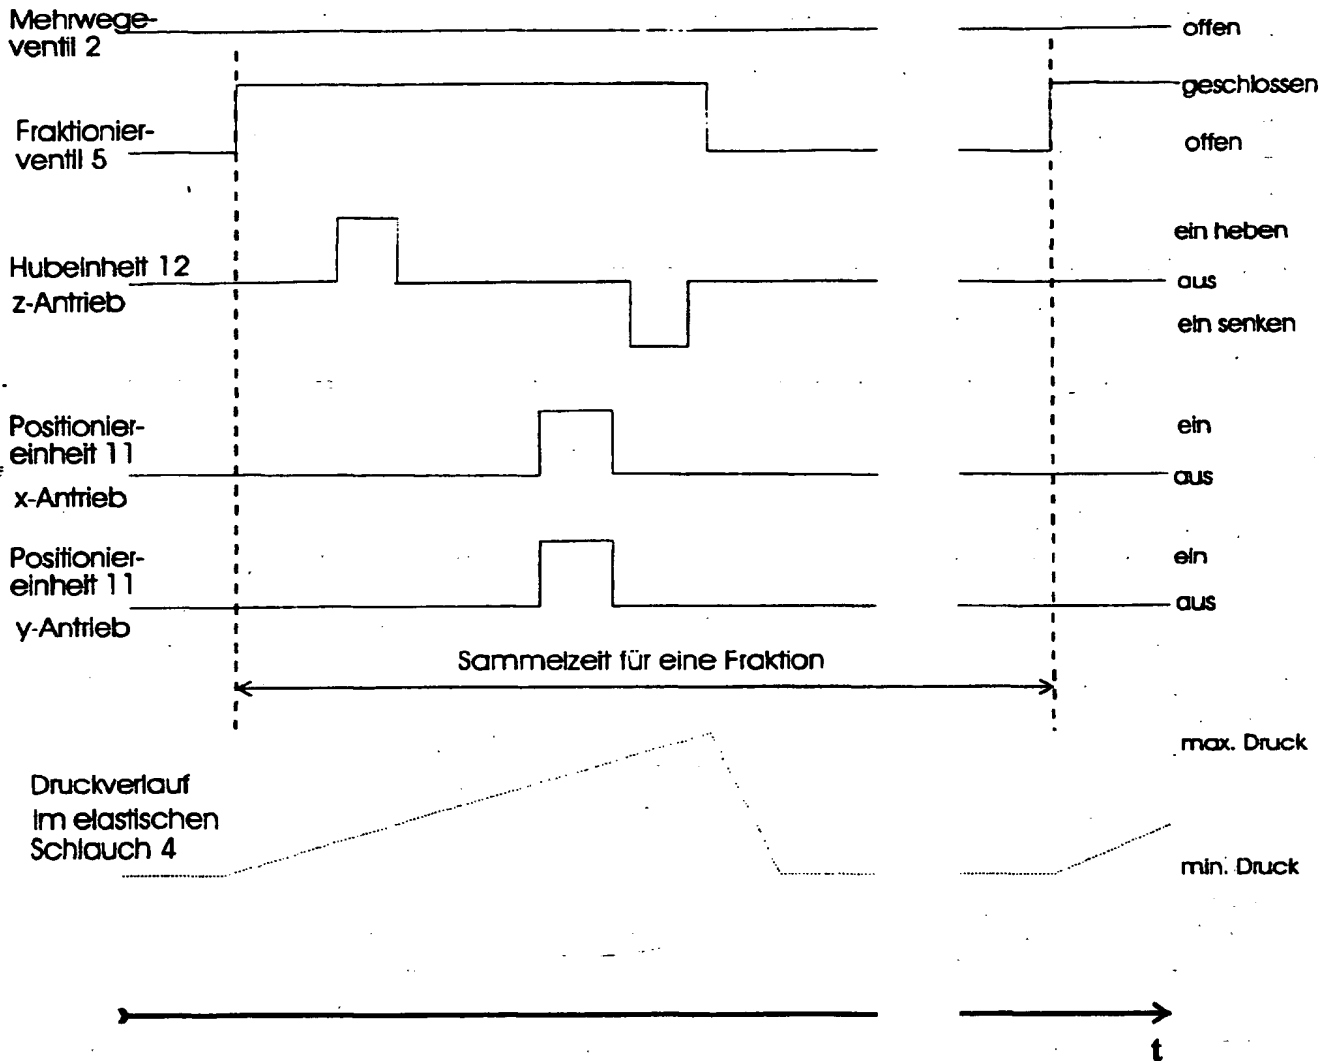 Mehrwege-
ventil 2
offen
geschlossen
Fraktionier-
ventil 5
offen
ein heben
Hubeinheit 12
z-Antrieb
aus
ein senken
Positionier-
einheit 11
x-Antrieb
ein
aus
Positionier-
einheit 11
y-Antrieb
ein
aus
Sammelzeit für eine Fraktion
max. Druck
Druckverlauf
im elastischen
Schlauch 4
min. Druck
t